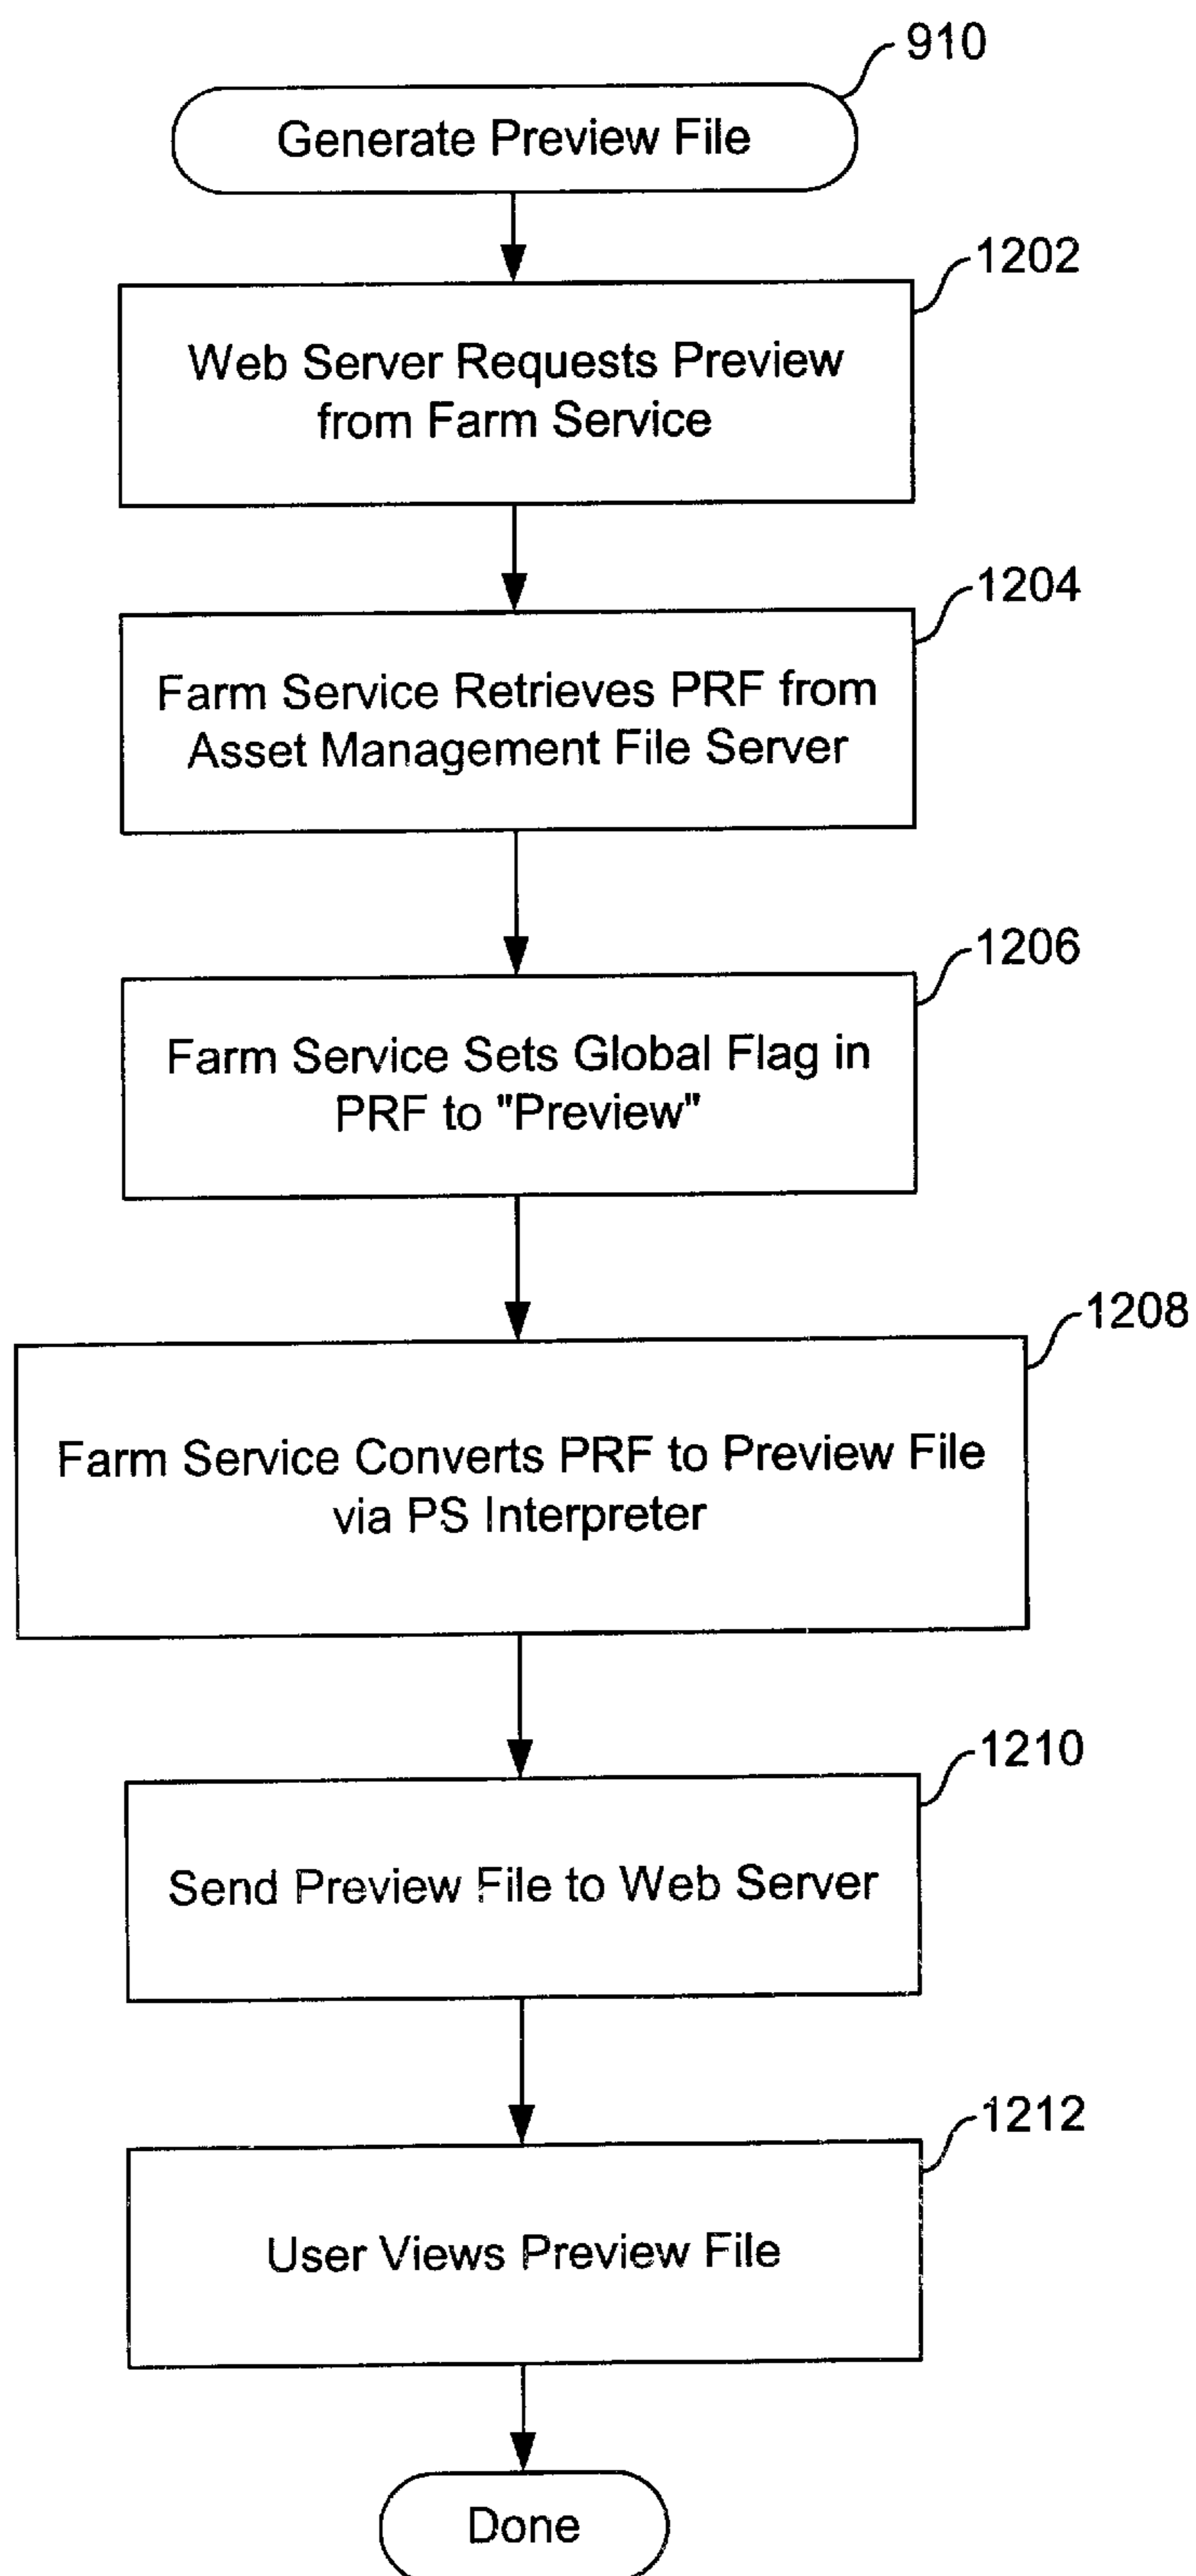 910
Generate Preview File
1202
Web Server Requests Preview
from Farm Service
1204
Farm Service Retrieves PRF from
Asset Management File Server
1206
Farm Service Sets Global Flag in
PRF to "Preview"
1208
Farm Service Converts PRF to Preview File
via PS Interpreter
1210
Send Preview File to Web Server
1212
User Views Preview File
Done